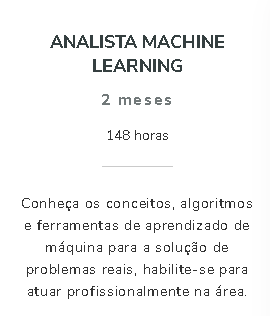 ANALISTA MACHINE
LEARNING
2 meses
148 horas
Conheça os conceitos, algoritmos
e ferramentas de aprendizado de
máquina para a solução de
problemas reais, habilite-se para
atuar profissionalmente na área.